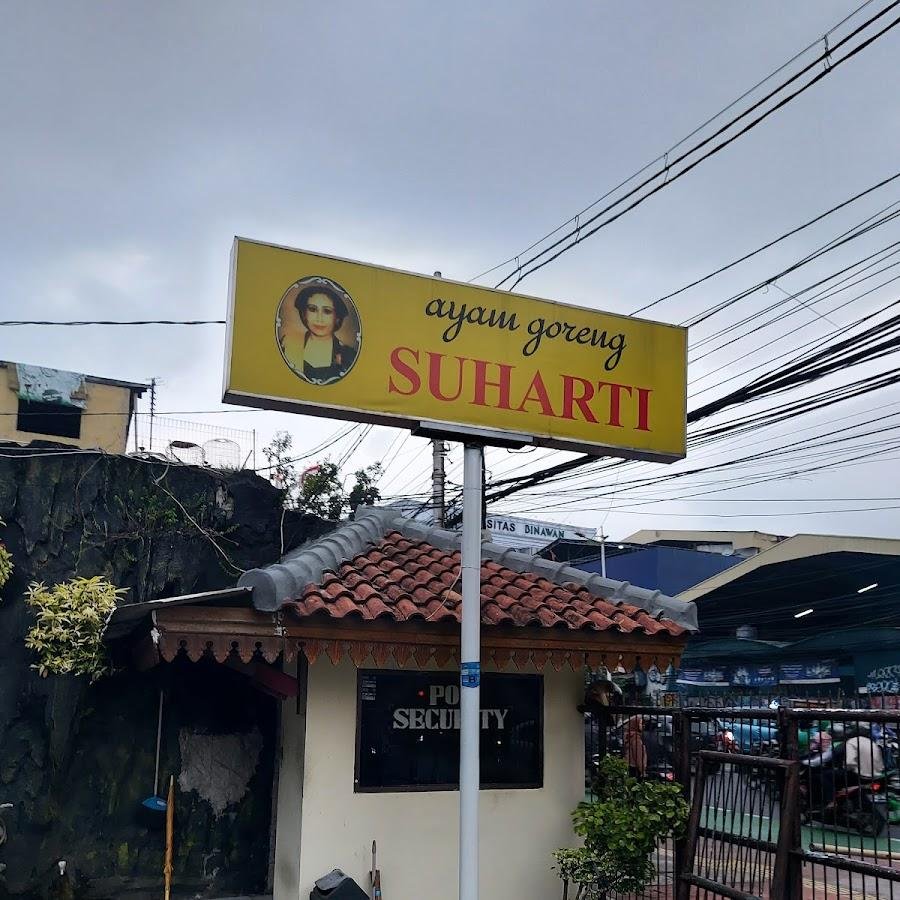 ayam goreng
SUHARTI
SITAS BINAWAN
PO
SECURITY